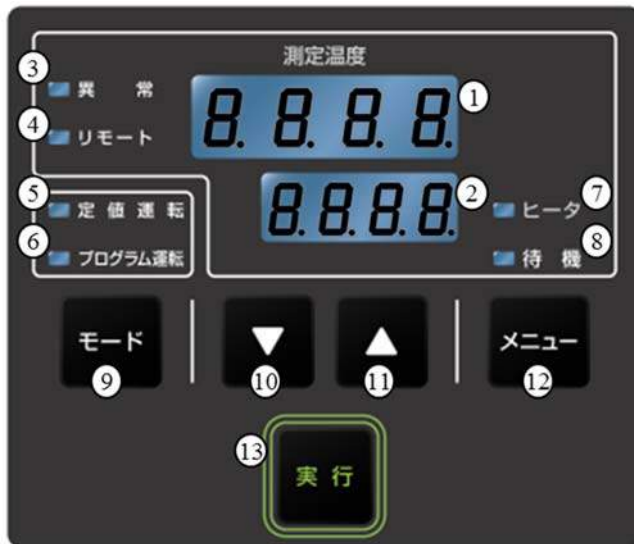 測定温度
③ 異常
① 8.8.8.8.
④ リモート
⑤ 定値運転
② 8.8.8.8.
⑦ ヒータ
⑥ プログラム運転
⑧ 待機
モード ▼ ▲ メニュー
⑨ ⑩ ⑪ ⑫
⑬ 実行